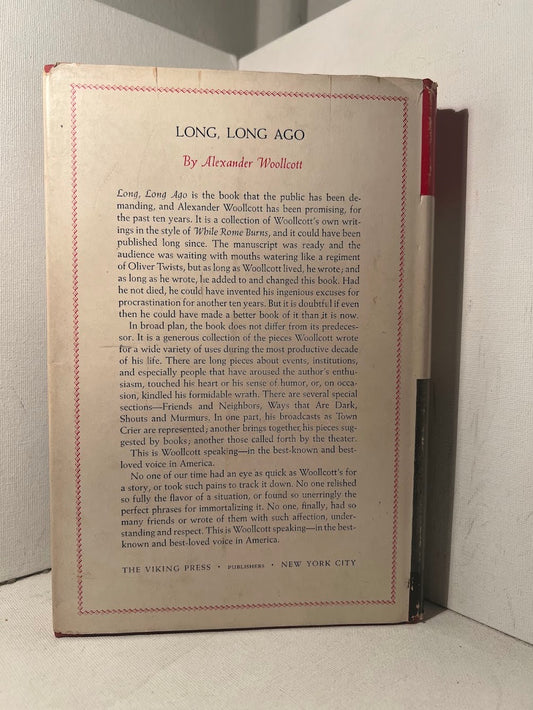 LONG, LONG AGO
By Alexander Woollcott
Long, Long Ago is the book that the public has been de-
manding, and Alexander Woollcott has been promising, for
the past ten years. It is a collection of Woollcott's own writ-
ings in the style of While Rome Burns, and it could have been
published long since. The manuscript was ready and the
audience was waiting with mouths watering like a regiment
of Oliver Twists, but as long as Woollcott lived, he wrote; and
as long as he wrote, he added to and changed this book. Had
he not died, he could have invented his ingenious excuses for
procrastination for another ten years. But it is doubtful if even
then he could have made a better book of it than it is now.
In broad plan, the book does not differ from its predeces-
sor. It is a generous collection of the pieces Woollcott wrote
for a wide variety of uses during the most productive decade
of his life. There are long pieces about events, institutions,
and especially people that have aroused the author's enthu-
siasm, touched his heart or his sense of humor, or, on occa-
sion, kindled his formidable wrath. There are several special
sections—Friends and Neighbors, Ways that Are Dark,
Shouts and Murmurs. In one part, his broadcasts as Town
Crier are represented; another brings together his pieces sug-
gested by books; another those called forth by the theater.
This is Woollcott speaking—in the best-known and best-
loved voice in America.
No one of our time had an eye as quick as Woollcott's for
a story, or took such pains to track it down. No one relished
so fully the flavor of a situation, or found so unerringly the
perfect phrases for immortalizing it. No one, finally, had so
many friends or wrote of them with such affection, under-
standing and respect. This is Woollcott speaking—in the best-
known and best-loved voice in America.
THE VIKING PRESS • PUBLISHERS • NEW YORK CITY